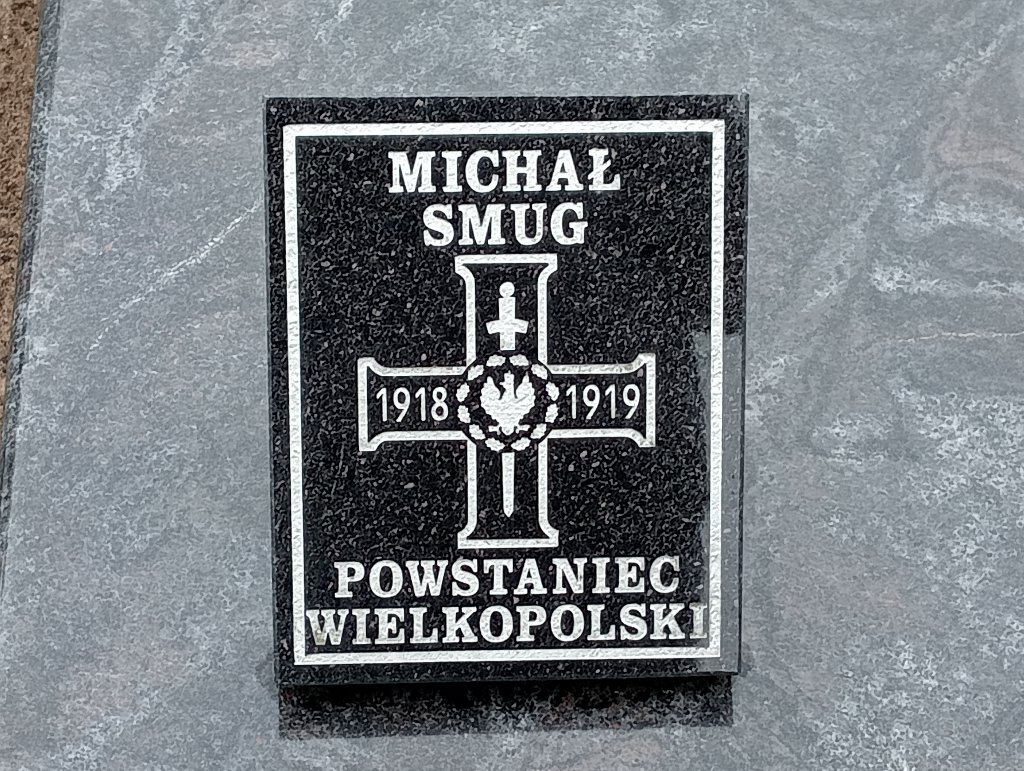 MICHAŁ
SMUG
1918 1919
POWSTANIEC
WIELKOPOLSKI